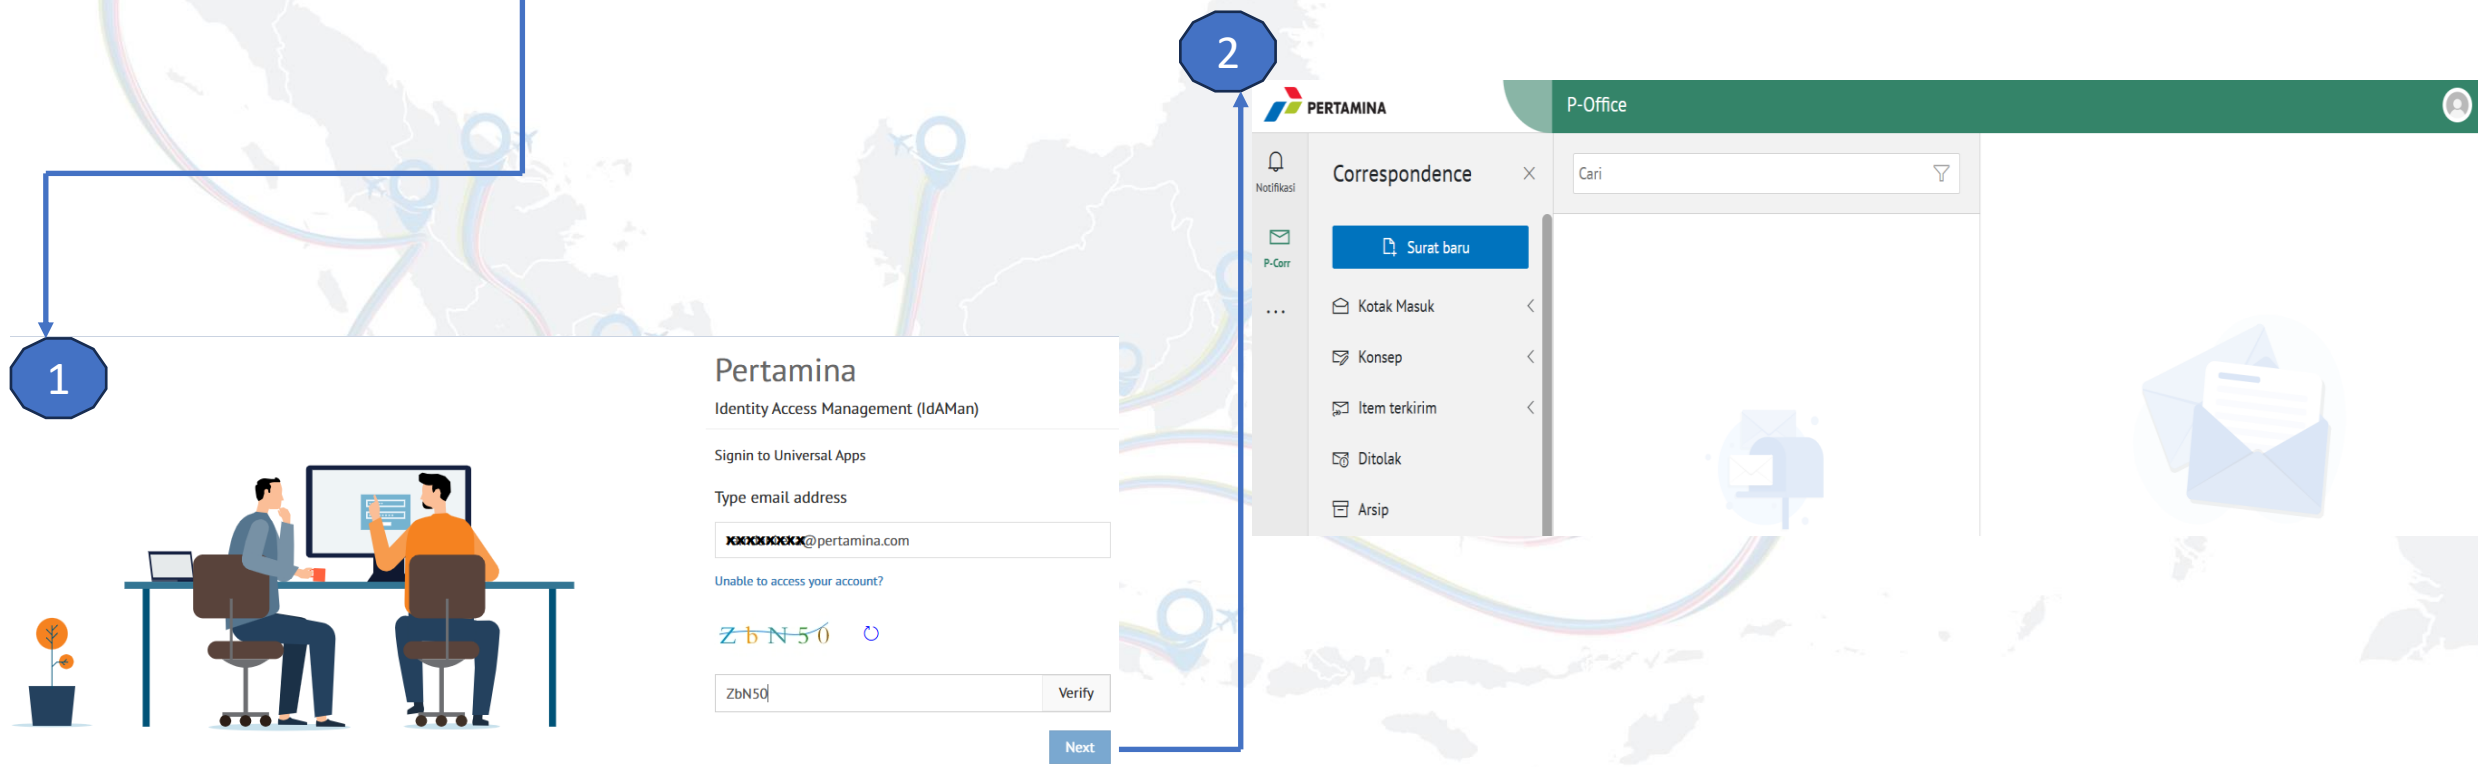 1
Pertamina
Identity Access Management (IdAMan)
Signin to Universal Apps
Type email address
xxxxxxxx@pertamina.com
Unable to access your account?
ZbN50
ZbN50
Verify
Next
2
PERTAMINA
P-Office
Notifikasi
P-Corr
...
Correspondence
Cari
Surat baru
Kotak Masuk
Konsep
Item terkirim
Ditolak
Arsip